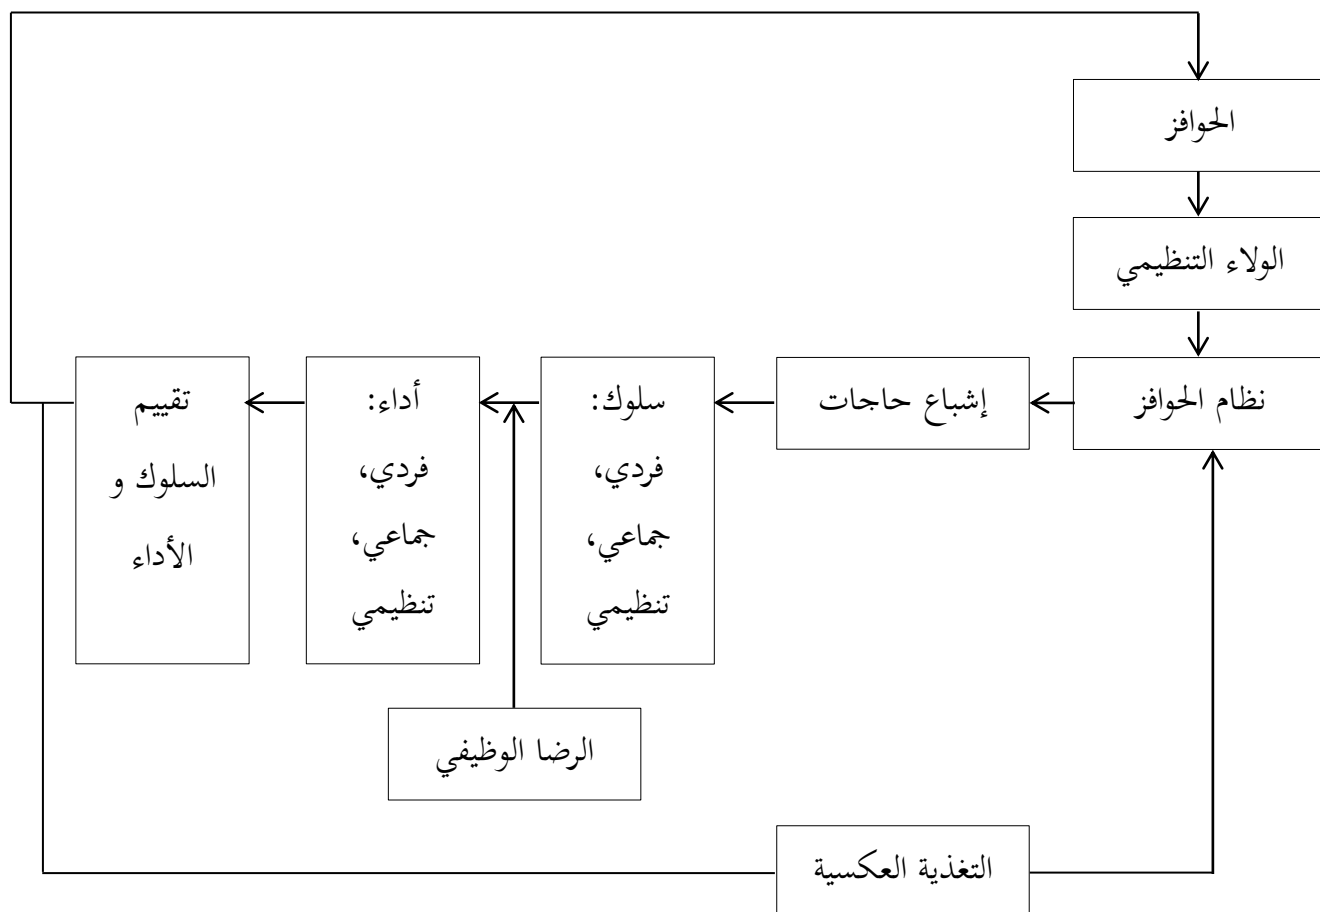 الحوافز
الولاء التنظيمي
نظام الحوافز
إشباع حاجات
سلوك:
فردي،
جماعي،
تنظيمي
أداء:
فردي،
جماعي،
تنظيمي
تقييم
السلوك و
الأداء
الرضا الوظيفي
التغذية العكسية